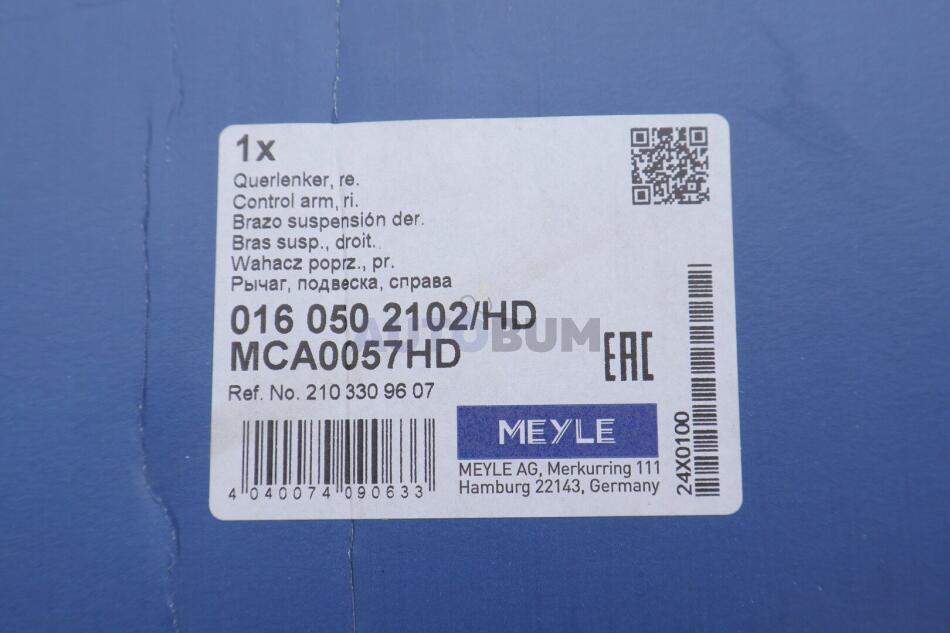 1x
Querlenker, re.
Control arm, ri.
Brazo suspensión der.
Bras susp., droit.
Wahacz poprz., pr.
Рычаг, подвеска, справа
016 050 2102/HD
AUTOBUM
MCA0057HD
EAC
Ref. No. 210 330 96 07
MEYLE
MEYLE AG, Merkurring 111
Hamburg 22143, Germany
4 040074 090633
24X0100